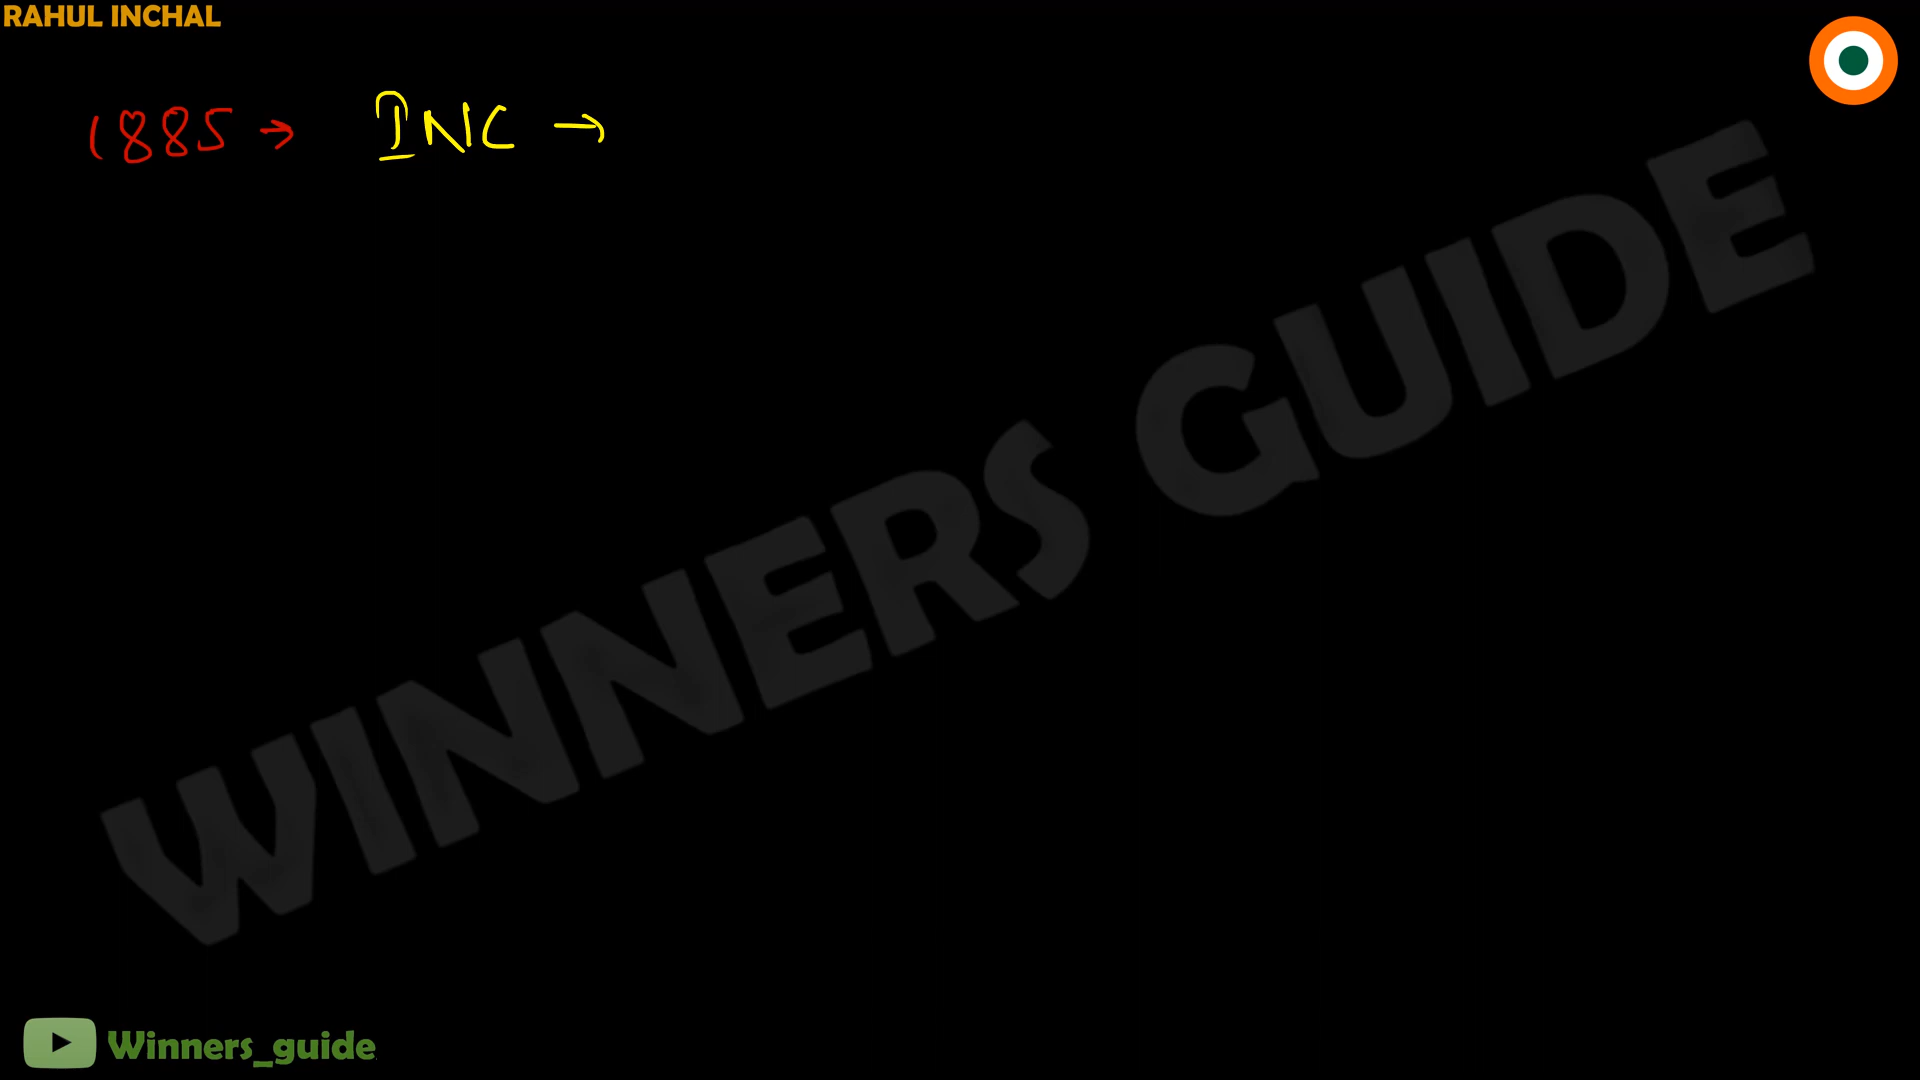 RAHUL INCHAL
1885 → INC →
WINNERS GUIDE
Winners_guide